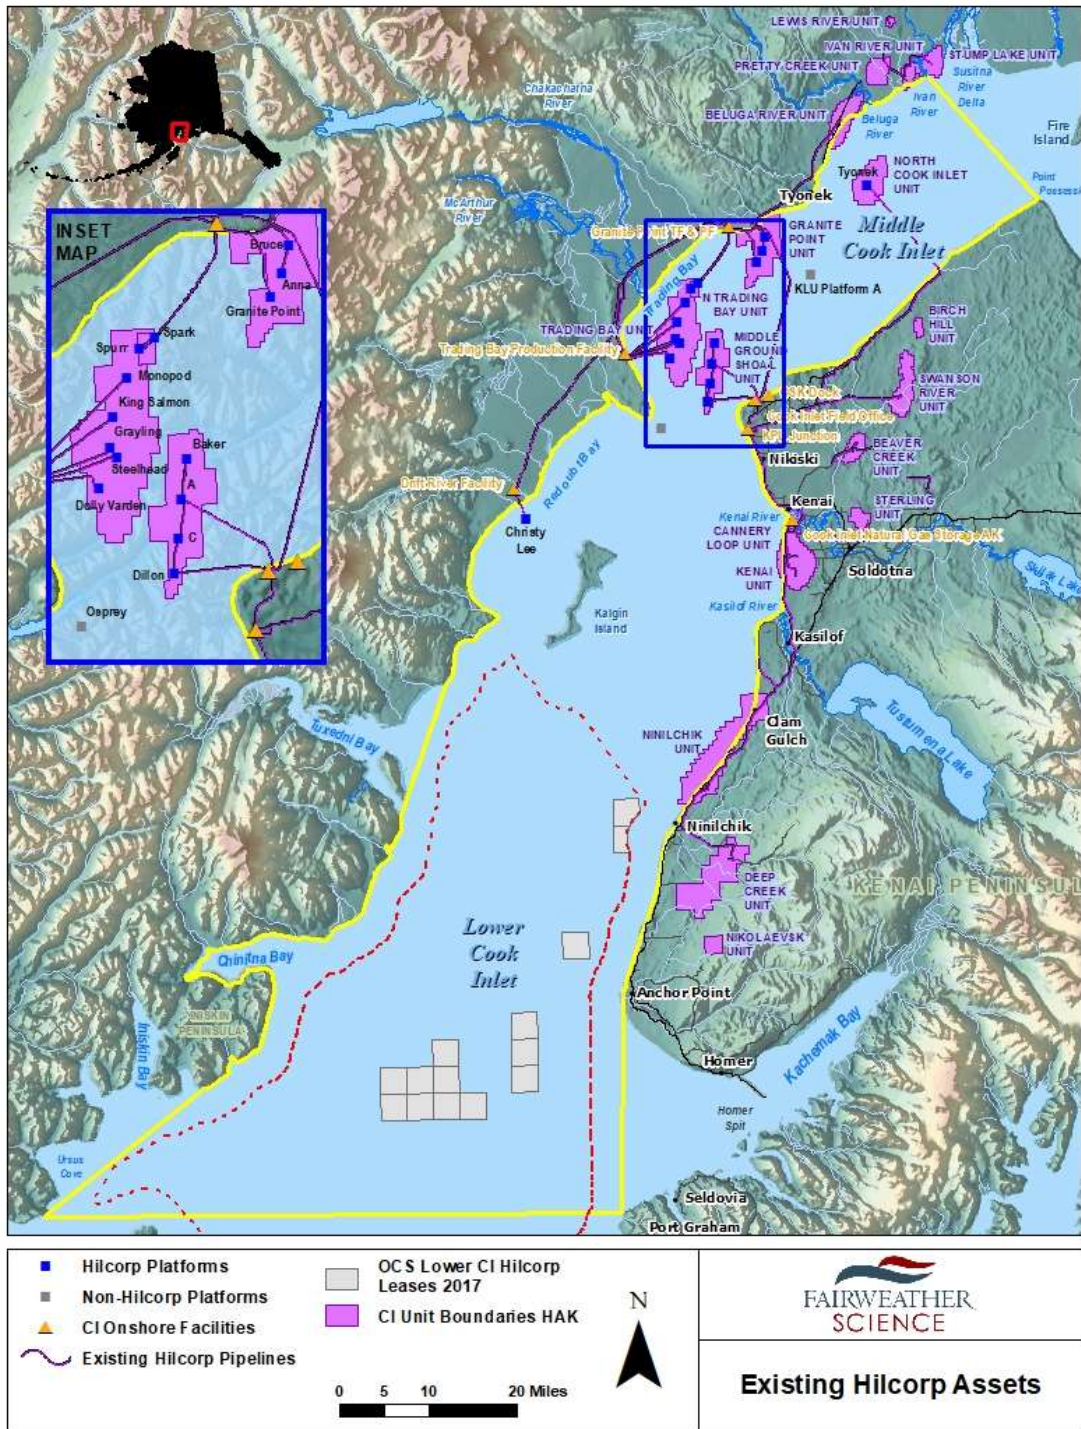 LEWIS RIVER UNIT
IVAN RIVER UNIT
STUMP LAKE UNIT
PRETTY CREEK UNIT
Susitna
River
Delta
Chakachatna
River
Ivan
River
BELUGA RIVER UNIT
Beluga
River
Fire
Island
NORTH
COOK INLET
UNIT
Tyonek
Point
Possess
Tyonek
McArthur
River
Middle
Cook Inlet
GRANITE
POINT
UNIT
Granite Point TF & PF
INSET
MAP
Bruce
Anna
Granite Point
Spark
Spurr
Monopod
King Salmon
Grayling
Baker
Steelhead
A
Dolly Varden
C
Dillon
Osprey
Trading Bay
KLU Platform A
N TRADING
BAY UNIT
BIRCH
HILL
UNIT
TRADING BAY UNIT
MIDDLE
GROUND
SHOAL
UNIT
Trading Bay Production Facility
SWANSON
RIVER
UNIT
OSK Dock
Cook Inlet Field Office
KPL Junction
Nikiski
BEAVER
CREEK
UNIT
Drift River Facility
Redoubt Bay
Christy
Lee
Kenai
STERLING
UNIT
Kenai River
Cook Inlet Natural Gas Storage AK
CANNERY
LOOP UNIT
KENAI
UNIT
Soldotna
Skilak Lake
Kalgin
Island
Kasilof River
Kasilof
Tustumena Lake
Tuxedni Bay
NINILCHIK
UNIT
Clam
Gulch
Ninilchik
DEEP
CREEK
UNIT
KENAI PENINSUL
NIKOLAEVSK
UNIT
Lower
Cook
Inlet
Chinitna Bay
Anchor Point
INISKIN
PENINSULA
Iniskin Bay
Homer
Kachemak Bay
Homer
Spit
Ursus
Cove
Seldovia
Port Graham
Hilcorp Platforms
Non-Hilcorp Platforms
CI Onshore Facilities
Existing Hilcorp Pipelines
OCS Lower CI Hilcorp
Leases 2017
CI Unit Boundaries HAK
0 5 10 20 Miles
N
FAIRWEATHER
SCIENCE
Existing Hilcorp Assets